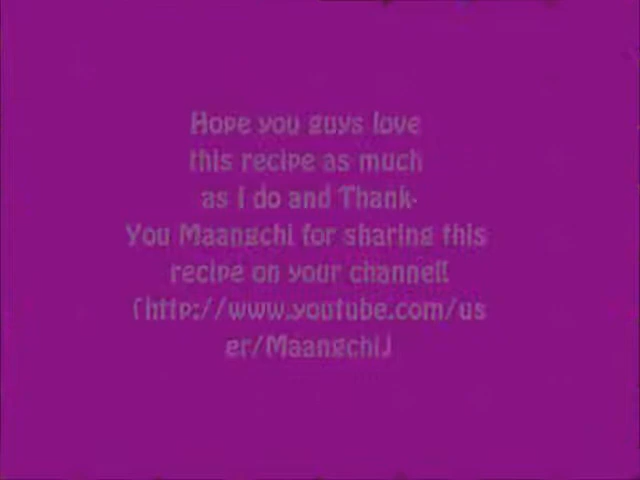 Hope you guys love
this recipe as much
as I do and Thank-
You Maangchi for sharing this
recipe on your channel!
(http://www.youtube.com/us
er/Maangchi)